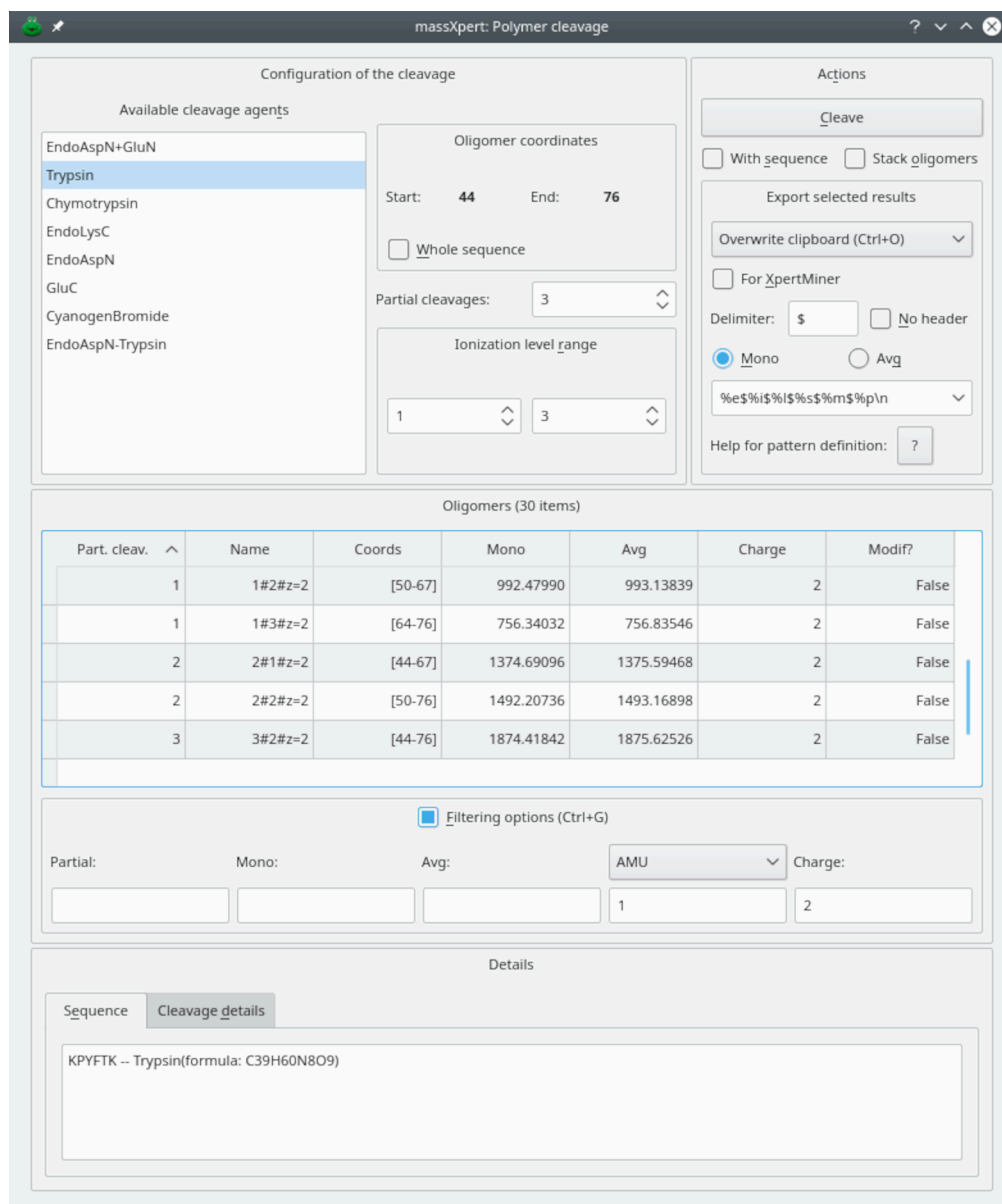 massXpert: Polymer cleavage
Configuration of the cleavage
Available cleavage agents
EndoAspN+GluN
Trypsin
Chymotrypsin
EndoLysC
EndoAspN
GluC
CyanogenBromide
EndoAspN-Trypsin
Oligomer coordinates
Start: 44 End: 76
Whole sequence
Partial cleavages: 3
Ionization level range
1 3
Actions
Cleave
With sequence Stack oligomers
Export selected results
Overwrite clipboard (Ctrl+O)
For XpertMiner
Delimiter: $ No header
Mono Avg
%e$%i$%l$%s$%m$%p\n
Help for pattern definition: ?
Oligomers (30 items)
Part. cleav. Name Coords Mono Avg Charge Modif?
1 1#2#z=2 [50-67] 992.47990 993.13839 2 False
1 1#3#z=2 [64-76] 756.34032 756.83546 2 False
2 2#1#z=2 [44-67] 1374.69096 1375.59468 2 False
2 2#2#z=2 [50-76] 1492.20736 1493.16898 2 False
3 3#2#z=2 [44-76] 1874.41842 1875.62526 2 False
Filtering options (Ctrl+G)
Partial: Mono: Avg: AMU Charge:
1 2
Details
Sequence Cleavage details
KPYFTK -- Trypsin(formula: C39H60N8O9)